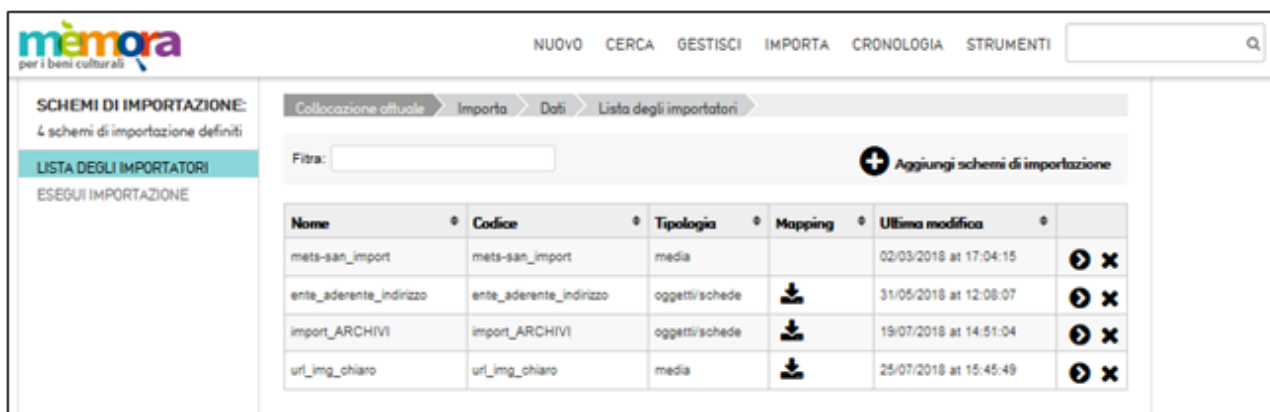 mèmora
per i beni culturali
NUOVO CERCA GESTISCI IMPORTA CRONOLOGIA STRUMENTI
SCHEMI DI IMPORTAZIONE:
4 schemi di importazione definiti
LISTA DEGLI IMPORTATORI
ESEGUI IMPORTAZIONE
Collocazione attuale Importa Dati Lista degli importatori
Fitra: Aggiungi schemi di importazione
Nome Codice Tipologia Mapping Ultima modifica
mets-san_import mets-san_import media 02/03/2018 at 17:04:15
ente_aderente_indirizzo ente_aderente_indirizzo oggetti/schede 31/05/2018 at 12:08:07
import_ARCHIVI import_ARCHIVI oggetti/schede 19/07/2018 at 14:51:04
url_img_chiaro url_img_chiaro media 25/07/2018 at 15:45:49